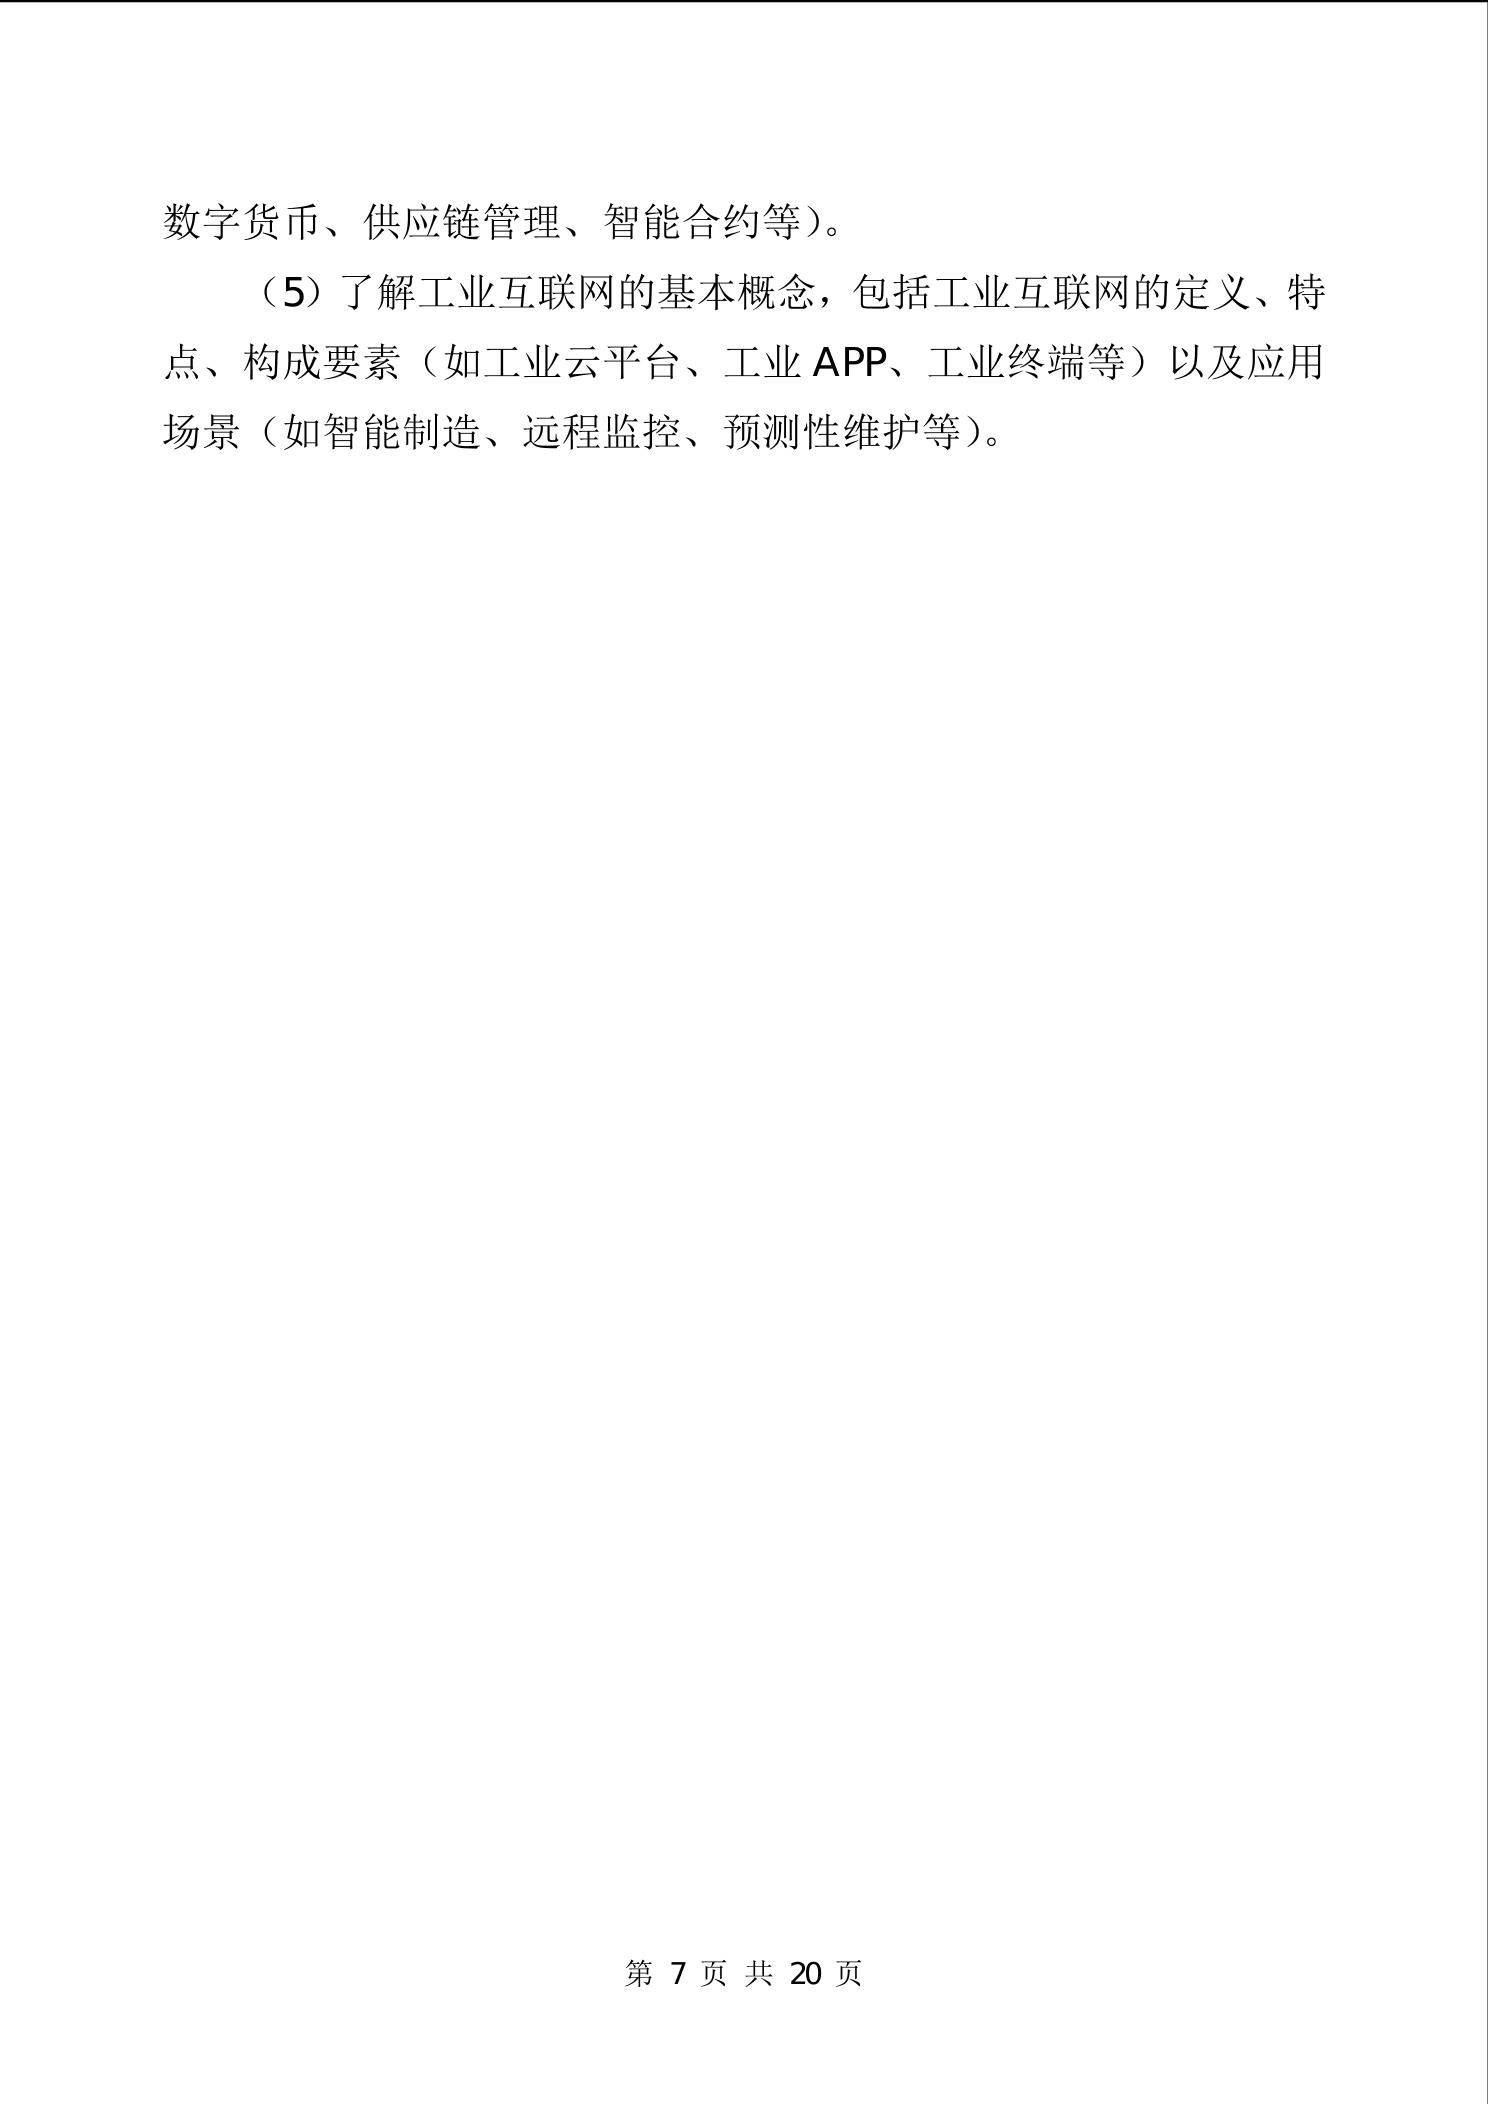 数字货币、供应链管理、智能合约等）。
（5）了解工业互联网的基本概念，包括工业互联网的定义、特
点、构成要素（如工业云平台、工业 APP、工业终端等）以及应用
场景（如智能制造、远程监控、预测性维护等）。
第 7 页 共 20 页